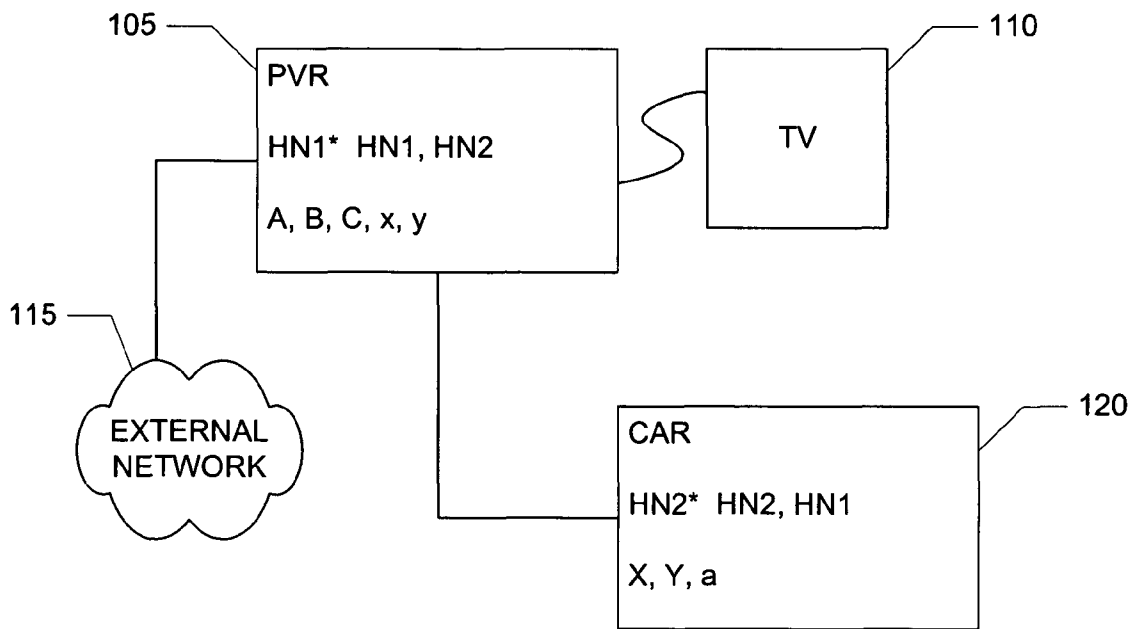 105
PVR
HN1* HN1, HN2
A, B, C, x, y
110
TV
115
EXTERNAL
NETWORK
120
CAR
HN2* HN2, HN1
X, Y, a